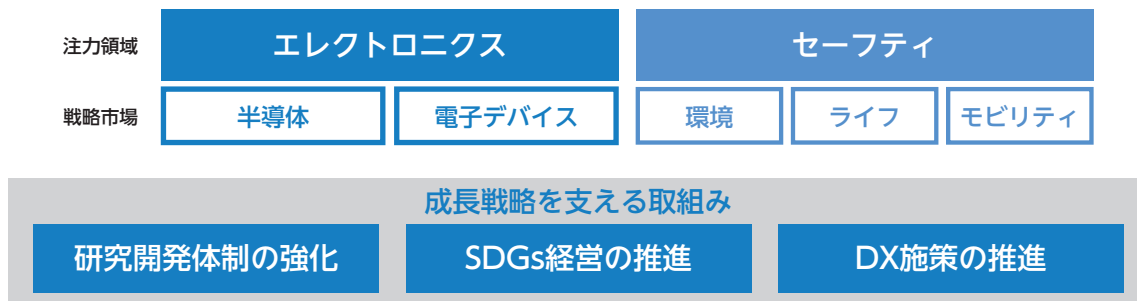 注力領域 エレクトロニクス セーフティ
戦略市場 半導体 電子デバイス 環境 ライフ モビリティ
成長戦略を支える取組み
研究開発体制の強化 SDGs経営の推進 DX施策の推進